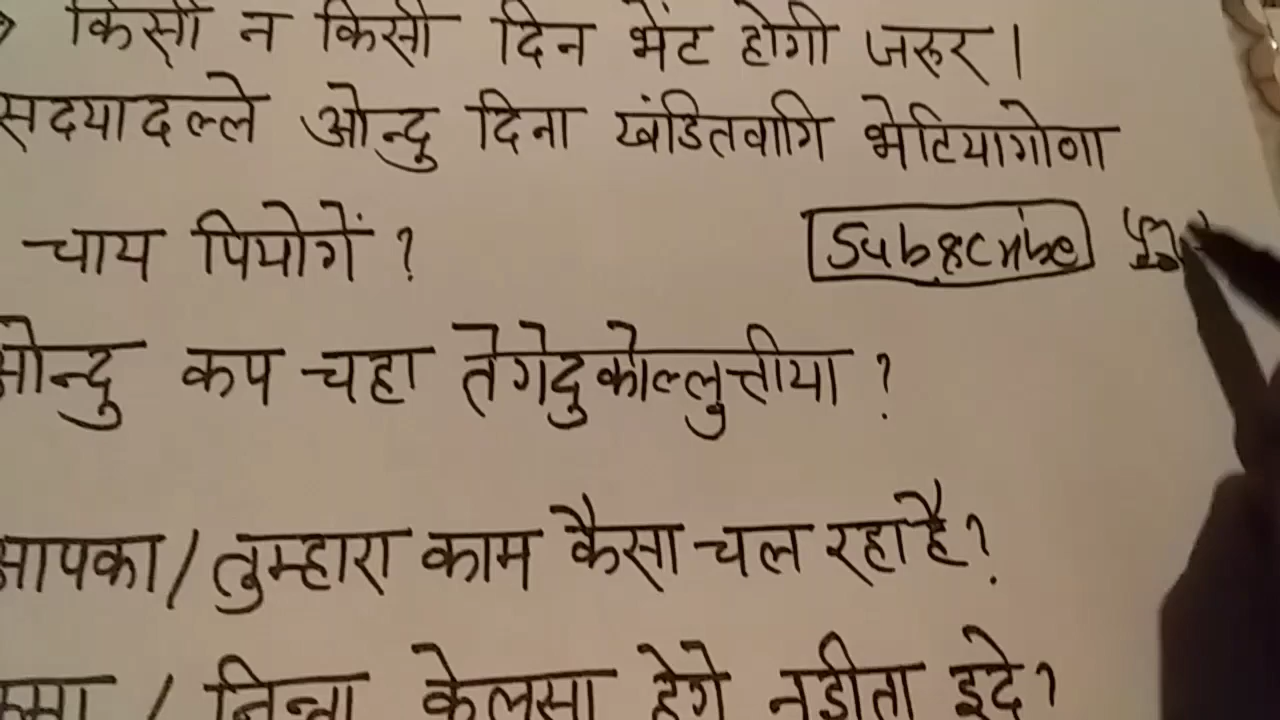 किसी न किसी दिन भेंट होगी जरुर।
सदयादल्ले ओन्दु दिना खंडितवागि भेटियागोणा
चाय पियोगें ? Subscribe
ओन्दु कप चहा तेगेदुकोल्लुत्तीया ?
आपका / तुम्हारा काम कैसा चल रहा है?
/ निन्ना केलसा हेगे नडीता इदे?